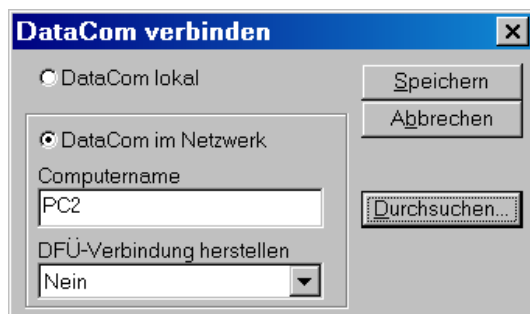 DataCom verbinden
DataCom lokal
Speichern
Abbrechen
DataCom im Netzwerk
Computername
PC2
Durchsuchen...
DFÜ-Verbindung herstellen
Nein